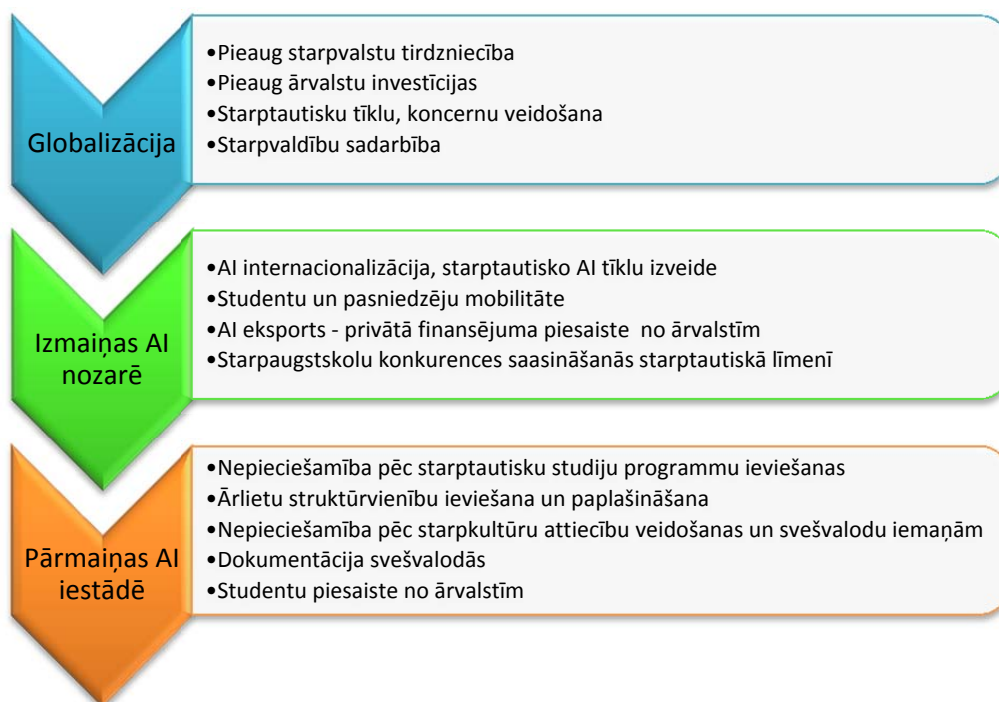 Globalizācija
•Pieaug starpvalstu tirdzniecība
•Pieaug ārvalstu investīcijas
•Starptautisku tīklu, koncernu veidošana
•Starpvaldību sadarbība
Izmaiņas AI
nozarē
•AI internacionalizācija, starptautisko AI tīklu izveide
•Studentu un pasniedzēju mobilitāte
•AI eksports - privātā finansējuma piesaiste  no ārvalstīm
•Starpaugstskolu konkurences saasināšanās starptautiskā līmenī
Pārmaiņas AI
iestādē
•Nepieciešamība pēc starptautisku studiju programmu ieviešanas
•Ārlietu struktūrvienību ieviešana un paplašināšana
•Nepieciešamība pēc starpkultūru attiecību veidošanas un svešvalodu iemaņām
•Dokumentācija svešvalodās
•Studentu piesaiste no ārvalstīm